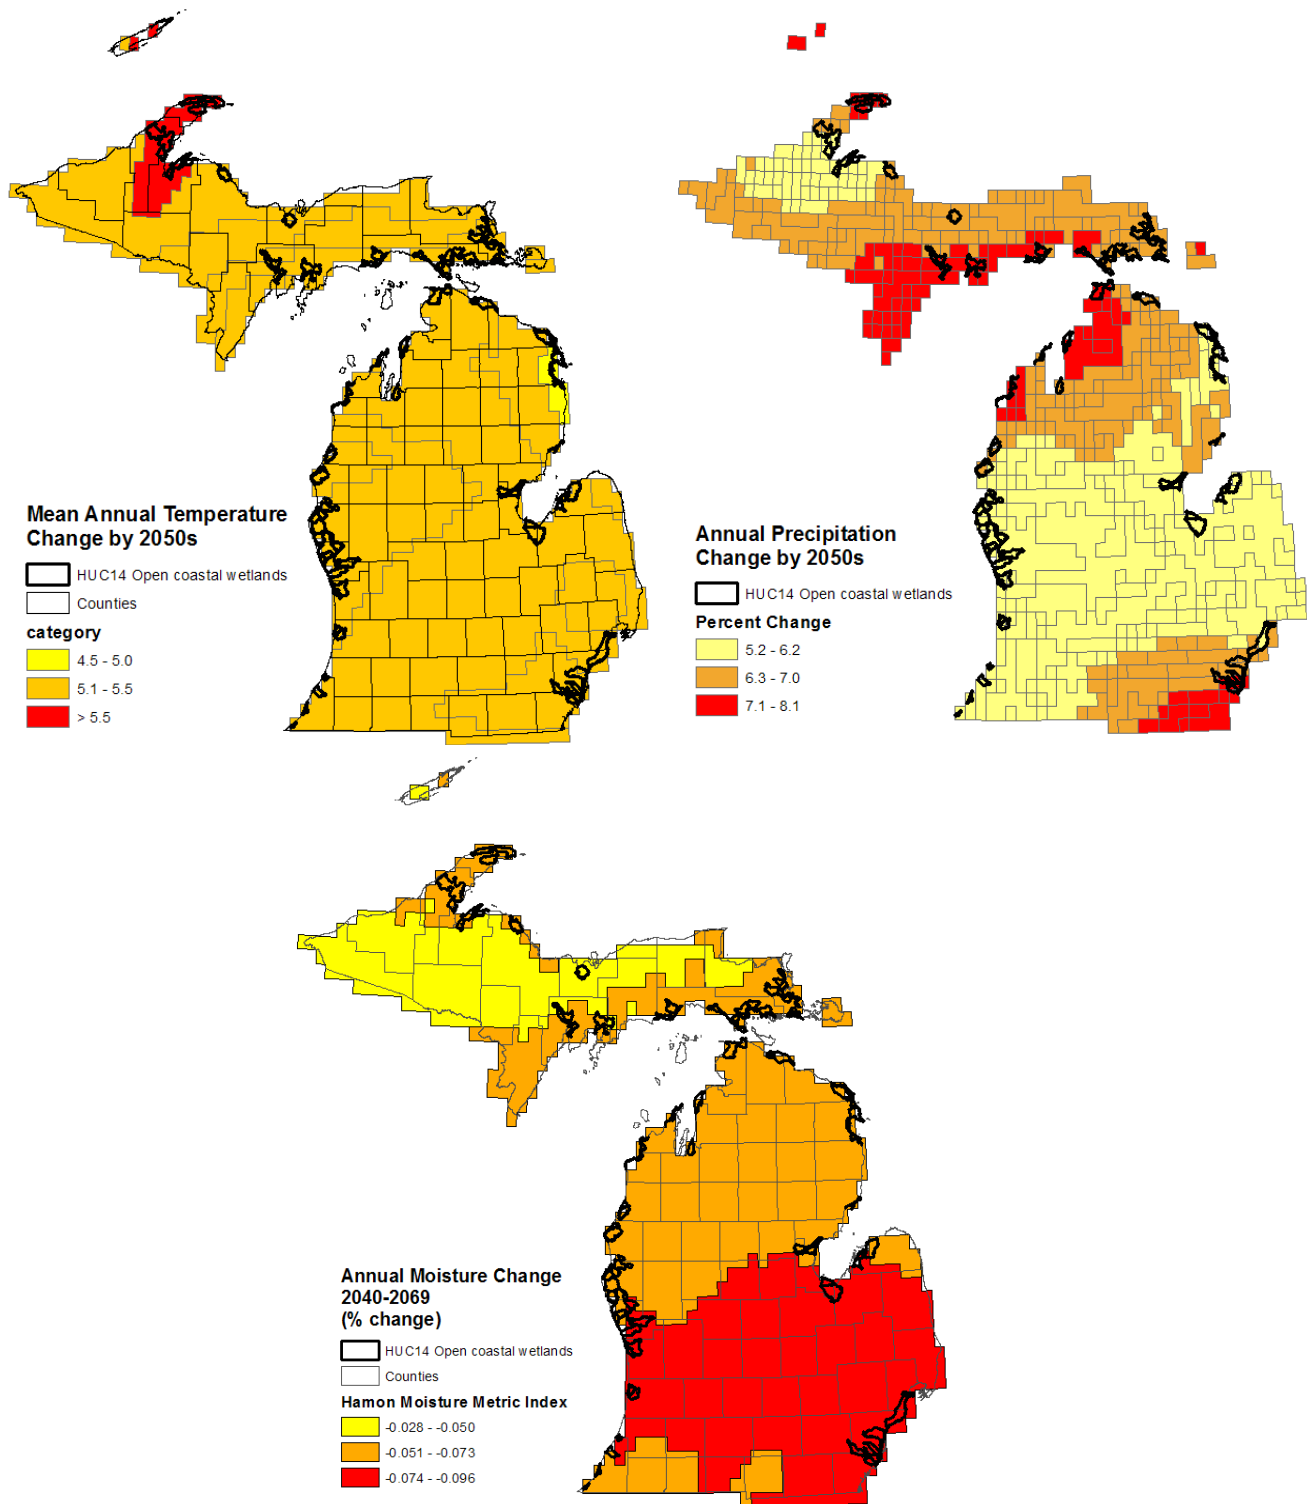 Mean Annual Temperature
Change by 2050s
HUC14 Open coastal wetlands
Counties
category
4.5 - 5.0
5.1 - 5.5
> 5.5
Annual Precipitation
Change by 2050s
HUC14 Open coastal wetlands
Percent Change
5.2 - 6.2
6.3 - 7.0
7.1 - 8.1
Annual Moisture Change
2040-2069
(% change)
HUC14 Open coastal wetlands
Counties
Hamon Moisture Metric Index
-0.028 - -0.050
-0.051 - -0.073
-0.074 - -0.096